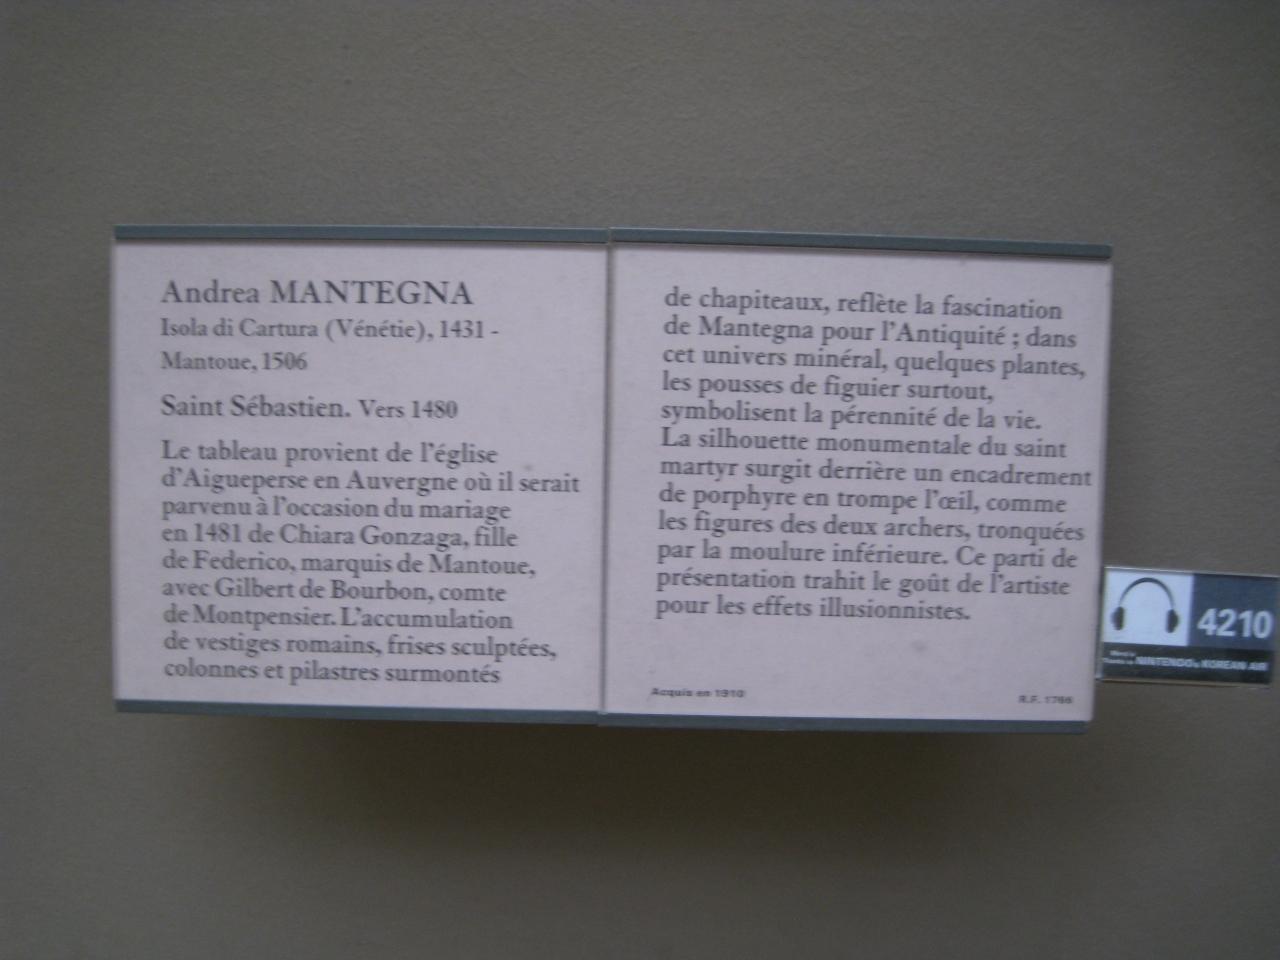 Andrea MANTEGNA
Isola di Cartura (Vénétie), 1431 -
Mantoue, 1506
Saint Sébastien. Vers 1480
Le tableau provient de l'église
d'Aigueperse en Auvergne où il serait
parvenu à l'occasion du mariage
en 1481 de Chiara Gonzaga, fille
de Federico, marquis de Mantoue,
avec Gilbert de Bourbon, comte
de Montpensier. L'accumulation
de vestiges romains, frises sculptées,
colonnes et pilastres surmontés
de chapiteaux, reflète la fascination
de Mantegna pour l'Antiquité ; dans
cet univers minéral, quelques plantes,
les pousses de figuier surtout,
symbolisent la pérennité de la vie.
La silhouette monumentale du saint
martyr surgit derrière un encadrement
de porphyre en trompe l'œil, comme
les figures des deux archers, tronquées
par la moulure inférieure. Ce parti de
présentation trahit le goût de l'artiste
pour les effets illusionnistes.
Acquis en 1910
R.F. 1766
4210
NINTENDO & KOREAN AIR